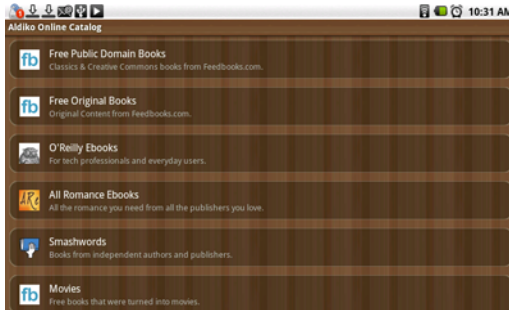 10:31 AM
Aldiko Online Catalog
fb
Free Public Domain Books
Classics & Creative Commons books from Feedbooks.com.
fb
Free Original Books
Original Content from Feedbooks.com.
O'Reilly Ebooks
For tech professionals and everyday users.
ARe
All Romance Ebooks
All the romance you need from all the publishers you love.
Smashwords
Books from independent authors and publishers.
fb
Movies
Free books that were turned into movies.